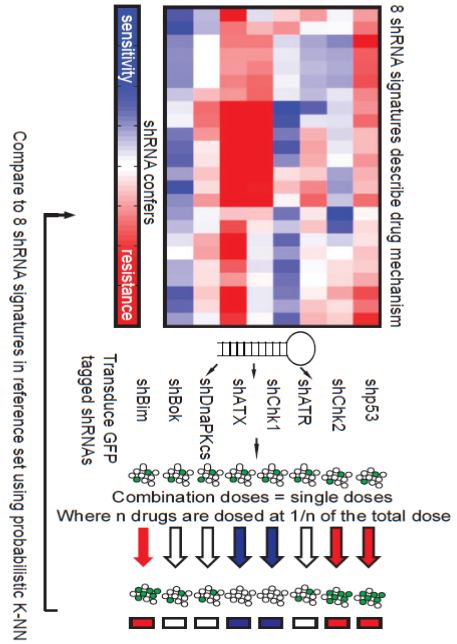 8 shRNA signatures describe drug mechanism
shRNA confers
sensitivity
resistance
Transduce GFP
tagged shRNAs
shBim
shBok
shDnaPKcs
shATX
shChk1
shATR
shChk2
shp53
Combination doses = single doses
Where n drugs are dosed at 1/n of the total dose
Compare to 8 shRNA signatures in reference set using probabilistic K-NN